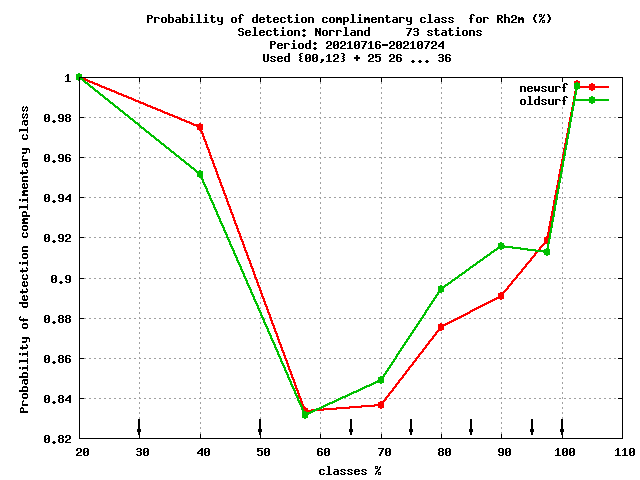 Probability of detection complimentary class  for Rh2m (%)
Selection: Norrland     73 stations
Period: 20210716-20210724
Used {00,12} + 25 26 ... 36
Probability of detection complimentary class
1
0,98
0,96
0,94
0,92
0,9
0,88
0,86
0,84
0,82
newsurf
oldsurf
20 30 40 50 60 70 80 90 100 110
classes %